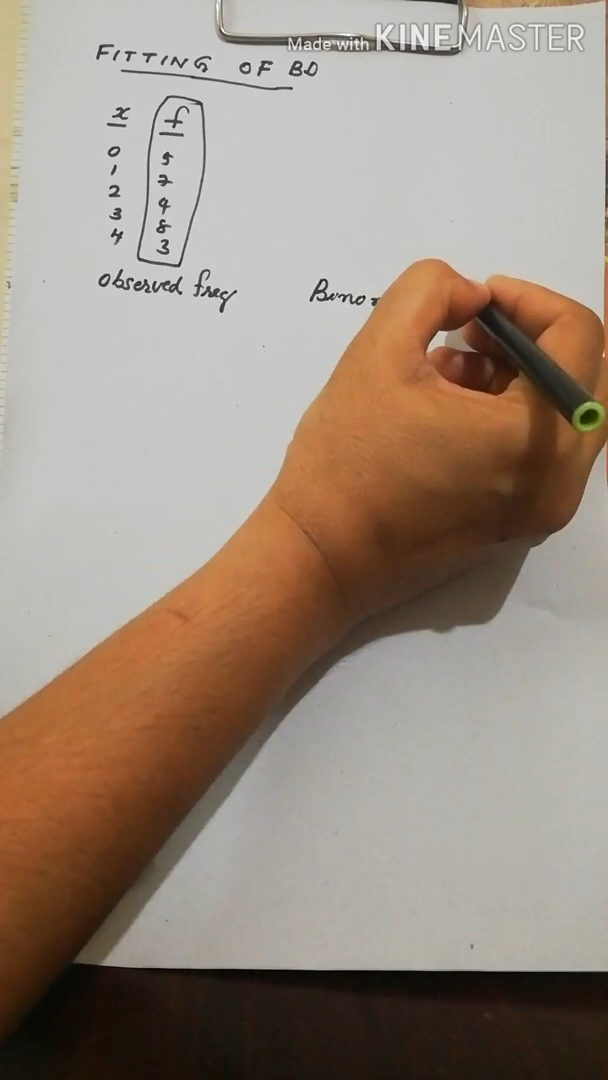 Made with KINEMASTER
FITTING OF BD
x f
0 5
1 7
2 4
3 8
4 3
observed freq